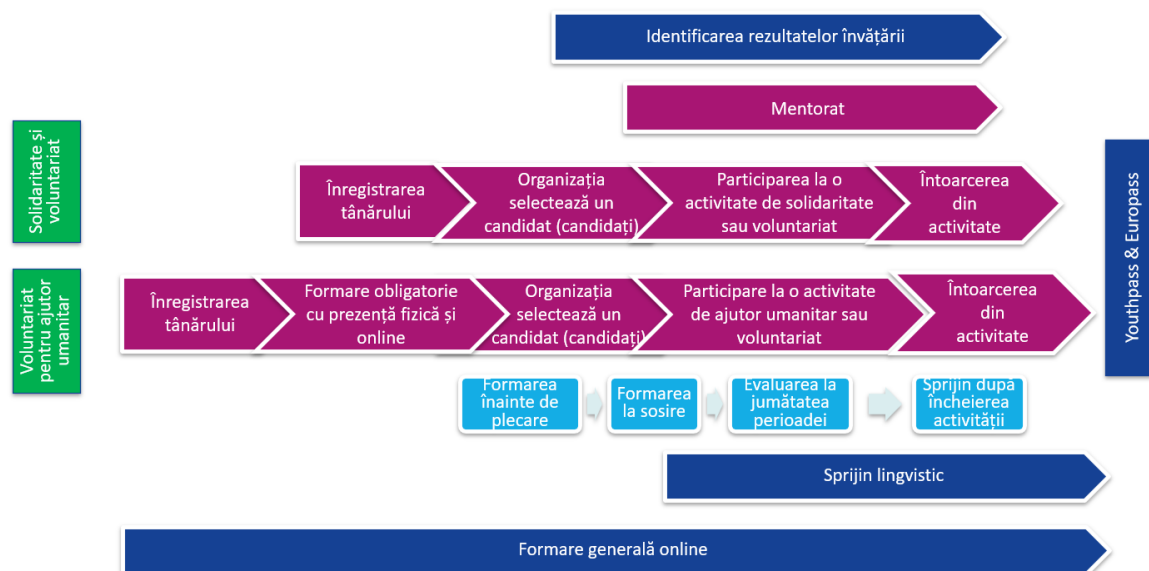 Identificarea rezultatelor învățării
Mentorat
Solidaritate și
voluntariat
Înregistrarea
tânărului
Organizația
selectează un
candidat (candidați)
Participarea la o
activitate de solidaritate
sau voluntariat
Întoarcerea
din
activitate
Voluntariat
pentru ajutor
umanitar
Înregistrarea
tânărului
Formare obligatorie
cu prezență fizică și
online
Organizația
selectează un
candidat (candidați)
Participare la o activitate
de ajutor umanitar sau
voluntariat
Întoarcerea
din
activitate
Youthpass & Europass
Formarea
înainte de
plecare
Formarea
la sosire
Evaluarea la
jumătatea
perioadei
Sprijin după
încheierea
activității
Sprijin lingvistic
Formare generală online